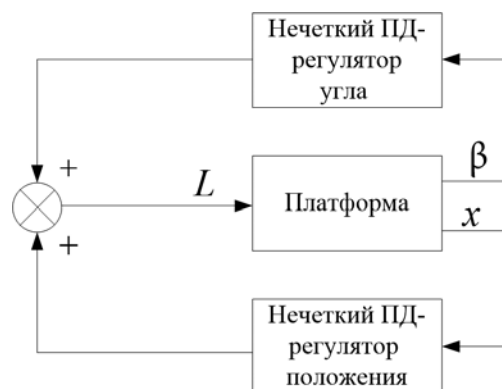 Нечеткий ПД-
регулятор
угла
+
L
β
Платформа
x
+
Нечеткий ПД-
регулятор
положения